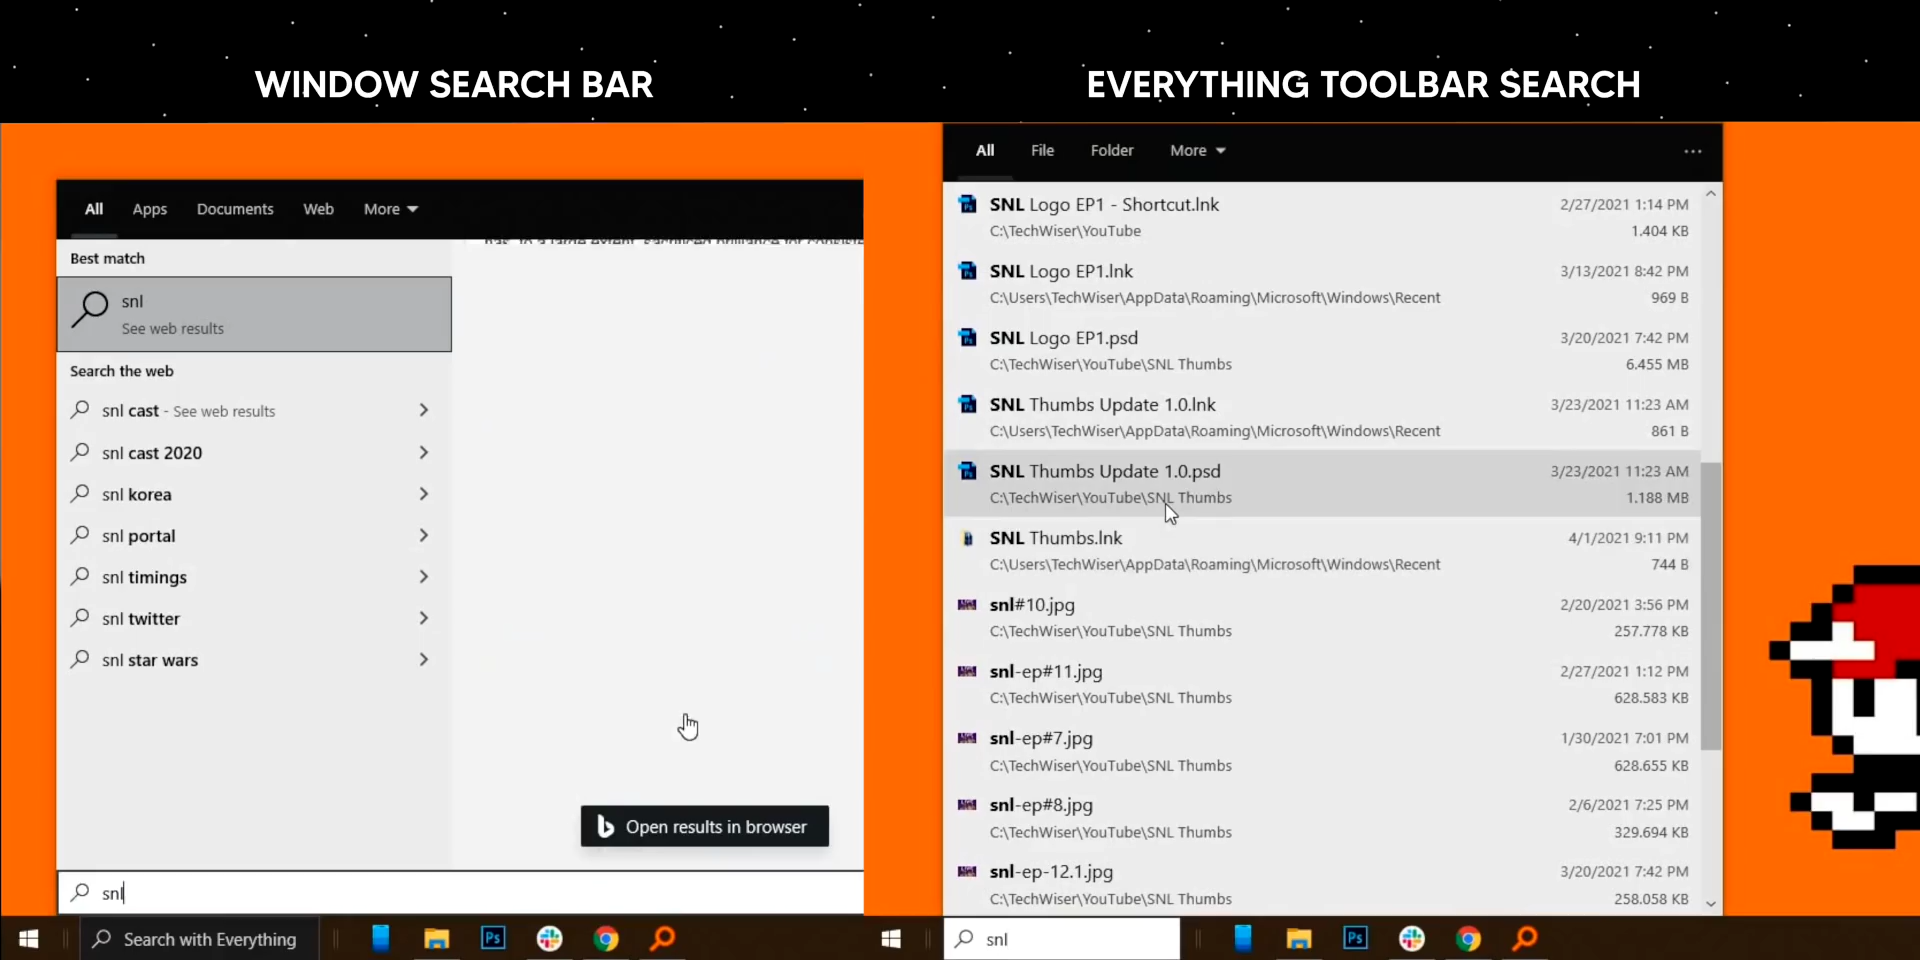 WINDOW SEARCH BAR
All Apps Documents Web More
has, to a large extent, sacrificed brilliance for consiste
Best match
snl
See web results
Search the web
snl cast - See web results
snl cast 2020
snl korea
snl portal
snl timings
snl twitter
snl star wars
Open results in browser
snl
Search with Everything
Ps
EVERYTHING TOOLBAR SEARCH
All File Folder More
SNL Logo EP1 - Shortcut.lnk 2/27/2021 1:14 PM
C:\TechWiser\YouTube 1.404 KB
SNL Logo EP1.lnk 3/13/2021 8:42 PM
C:\Users\TechWiser\AppData\Roaming\Microsoft\Windows\Recent 969 B
SNL Logo EP1.psd 3/20/2021 7:42 PM
C:\TechWiser\YouTube\SNL Thumbs 6.455 MB
SNL Thumbs Update 1.0.lnk 3/23/2021 11:23 AM
C:\Users\TechWiser\AppData\Roaming\Microsoft\Windows\Recent 861 B
SNL Thumbs Update 1.0.psd 3/23/2021 11:23 AM
C:\TechWiser\YouTube\SNL Thumbs 1.188 MB
SNL Thumbs.lnk 4/1/2021 9:11 PM
C:\Users\TechWiser\AppData\Roaming\Microsoft\Windows\Recent 744 B
snl#10.jpg 2/20/2021 3:56 PM
C:\TechWiser\YouTube\SNL Thumbs 257.778 KB
snl-ep#11.jpg 2/27/2021 1:12 PM
C:\TechWiser\YouTube\SNL Thumbs 628.583 KB
snl-ep#7.jpg 1/30/2021 7:01 PM
C:\TechWiser\YouTube\SNL Thumbs 628.655 KB
snl-ep#8.jpg 2/6/2021 7:25 PM
C:\TechWiser\YouTube\SNL Thumbs 329.694 KB
snl-ep-12.1.jpg 3/20/2021 7:42 PM
C:\TechWiser\YouTube\SNL Thumbs 258.058 KB
snl
Ps